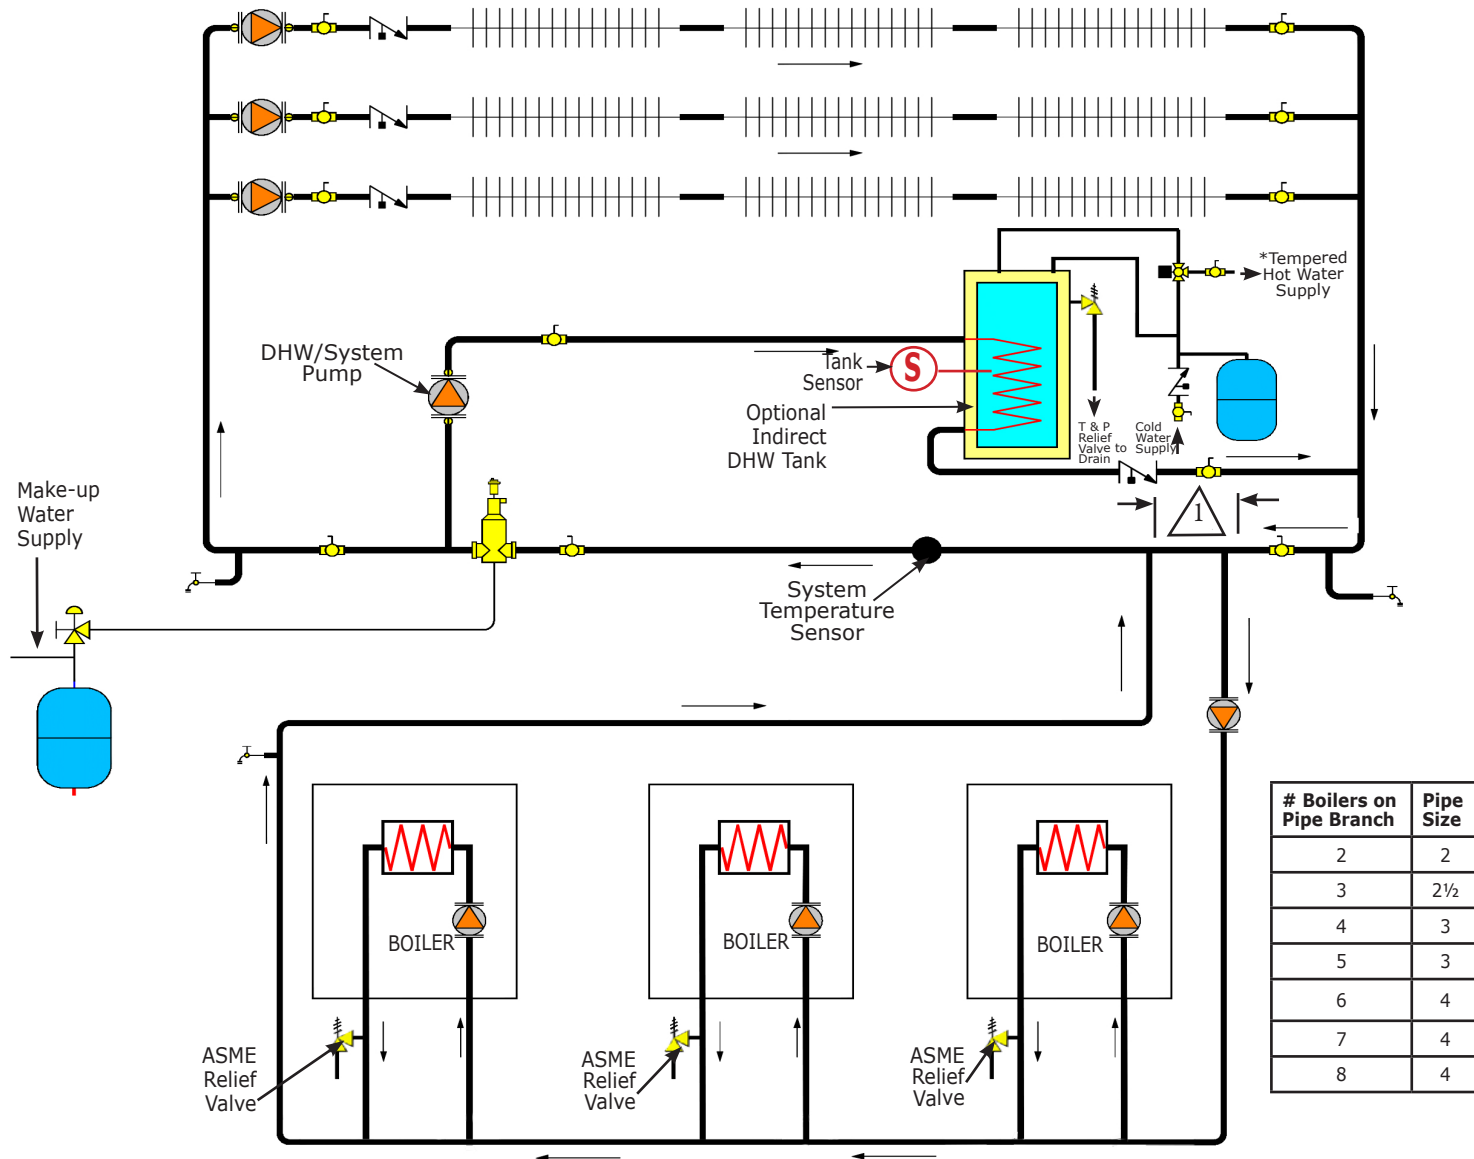 *Tempered
Hot Water
Supply
DHW/System
Pump
Tank
Sensor
S
Optional
Indirect
DHW Tank
T & P
Relief
Valve to
Drain
Cold
Water
Supply
Make-up
Water
Supply
1
System
Temperature
Sensor
# Boilers on
Pipe Branch
Pipe
Size
2 2
3 2½
4 3
5 3
6 4
7 4
8 4
BOILER
BOILER
BOILER
ASME
Relief
Valve
ASME
Relief
Valve
ASME
Relief
Valve